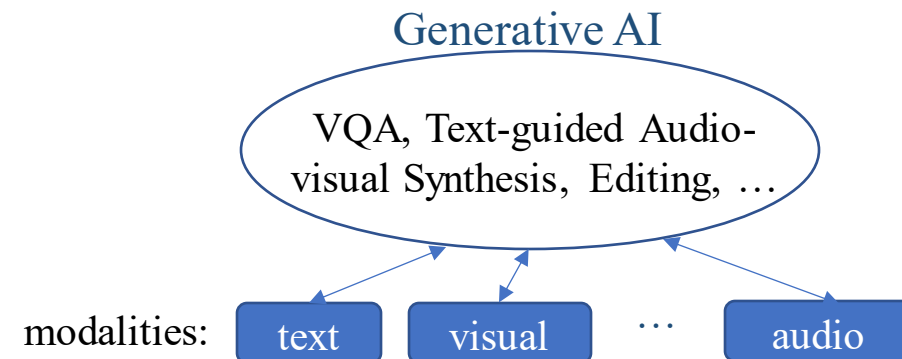 Generative AI
VQA, Text-guided Audio-
visual Synthesis, Editing, …
modalities: text visual … audio